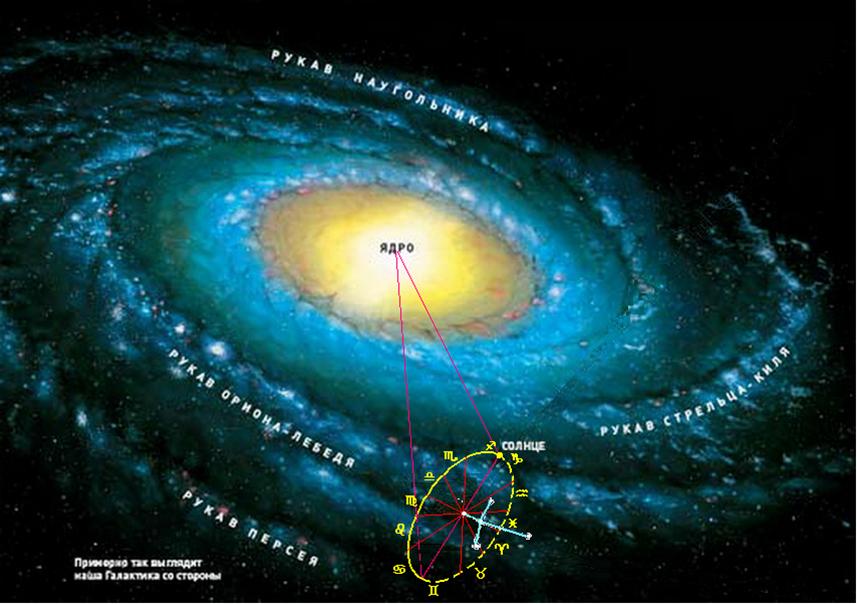 РУКАВ НАУГОЛЬНИКА
ЯДРО
РУКАВ ОРИОНА-ЛЕБЕДЯ
РУКАВ СТРЕЛЬЦА-КИЛЯ
СОЛНЦЕ
♐
♏ ♑
♎
♍ ♒
♌ ♓
♈
♋ ♉
♊
РУКАВ ПЕРСЕЯ
Примерно так выглядит
наша Галактика со стороны